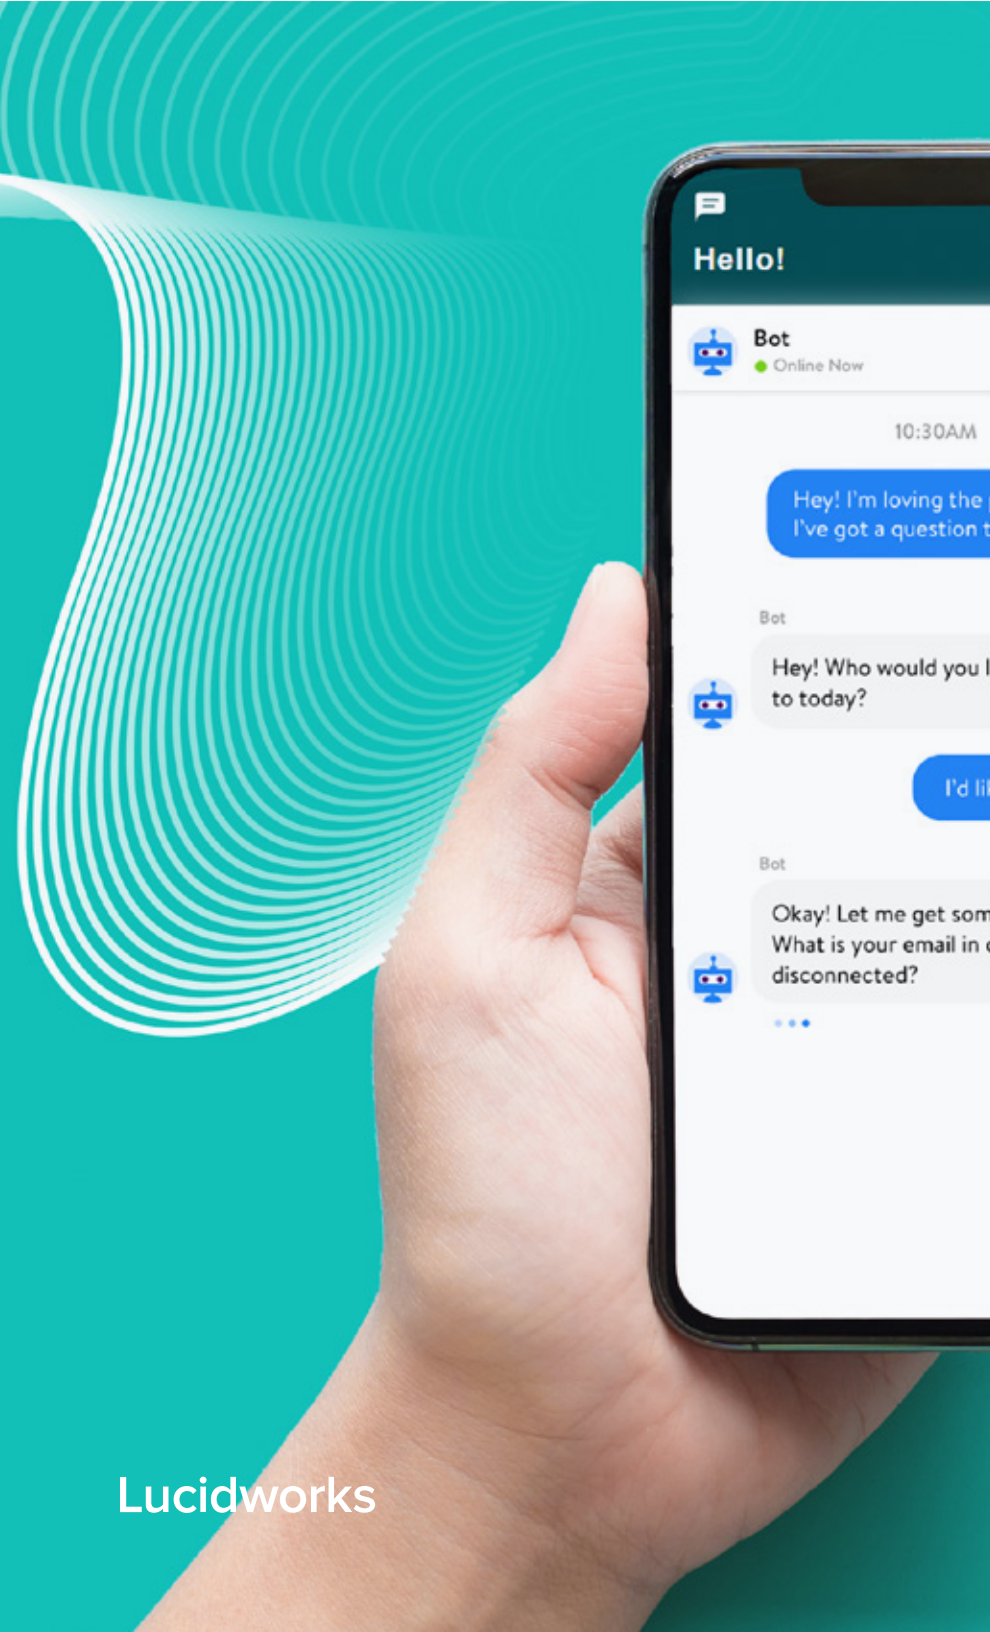 Hello!
Bot
Online Now
10:30AM
Hey! I'm loving the
I've got a question
Bot
Hey! Who would you
to today?
I'd
Bot
Okay! Let me get
What is your email in
disconnected?
Lucidworks